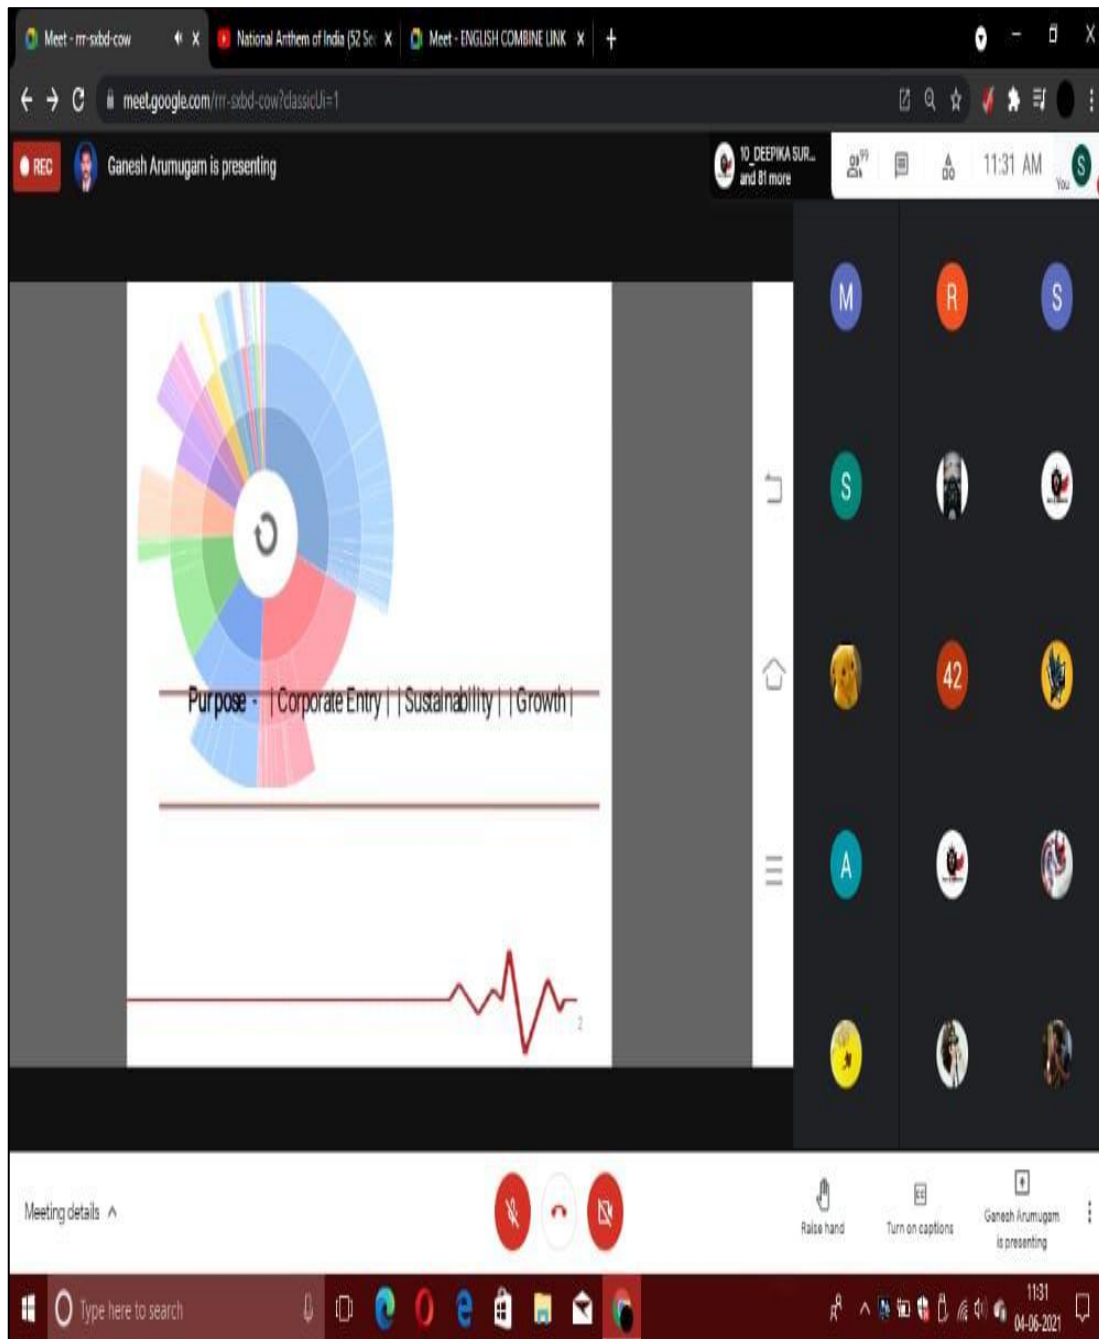 Meet - rrr-sxbd-cow
National Anthem of India (52 Sec
Meet - ENGLISH COMBINE LINK
meet.google.com/rrr-sxbd-cow?classicUi=1
REC
Ganesh Arumugam is presenting
10_DEEPIKA SUR...
and 81 more
99
11:31 AM
You
S
M
R
S
S
42
A
Purpose - | Corporate Entry | | Sustainability | | Growth |
2
Meeting details
Raise hand
Turn on captions
Ganesh Arumugam
is presenting
Type here to search
11:31
04-06-2021